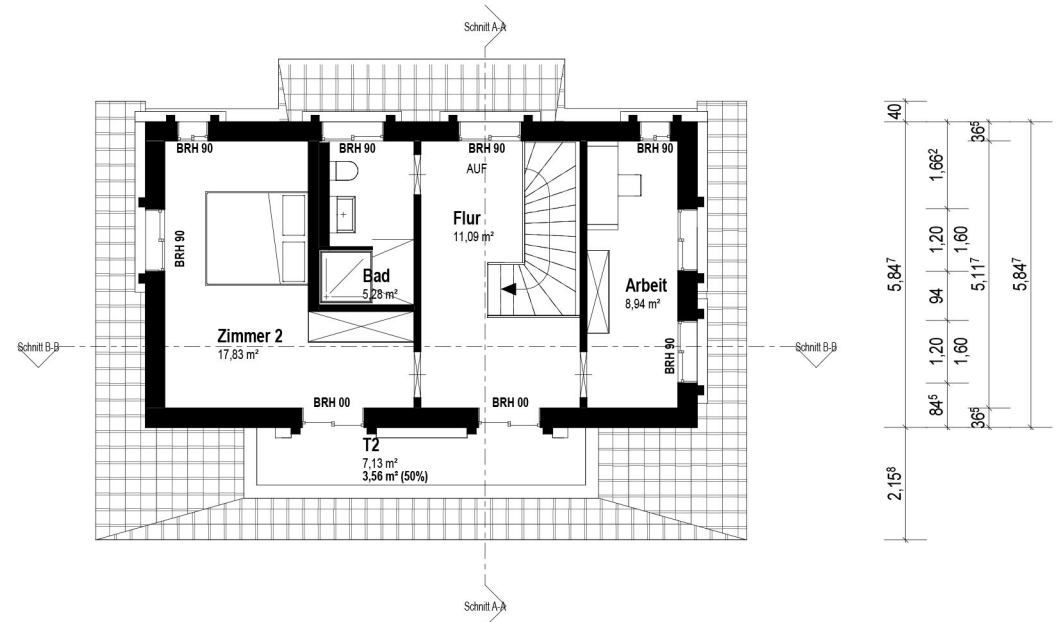 Schnitt A-A
BRH 90
BRH 90
BRH 90
BRH 90
AUF
Flur
11,09 m²
BRH 90
Bad
5,28 m²
Arbeit
8,94 m²
Zimmer 2
17,83 m²
Schnitt B-B
Schnitt B-B
BRH 90
BRH 00
BRH 00
T2
7,13 m²
3,56 m² (50%)
Schnitt A-A
40
5,84⁷
2,15⁸
1,66²
1,20
94
1,20
84⁵
1,60
1,60
36⁵
5,11⁷
36⁵
5,84⁷